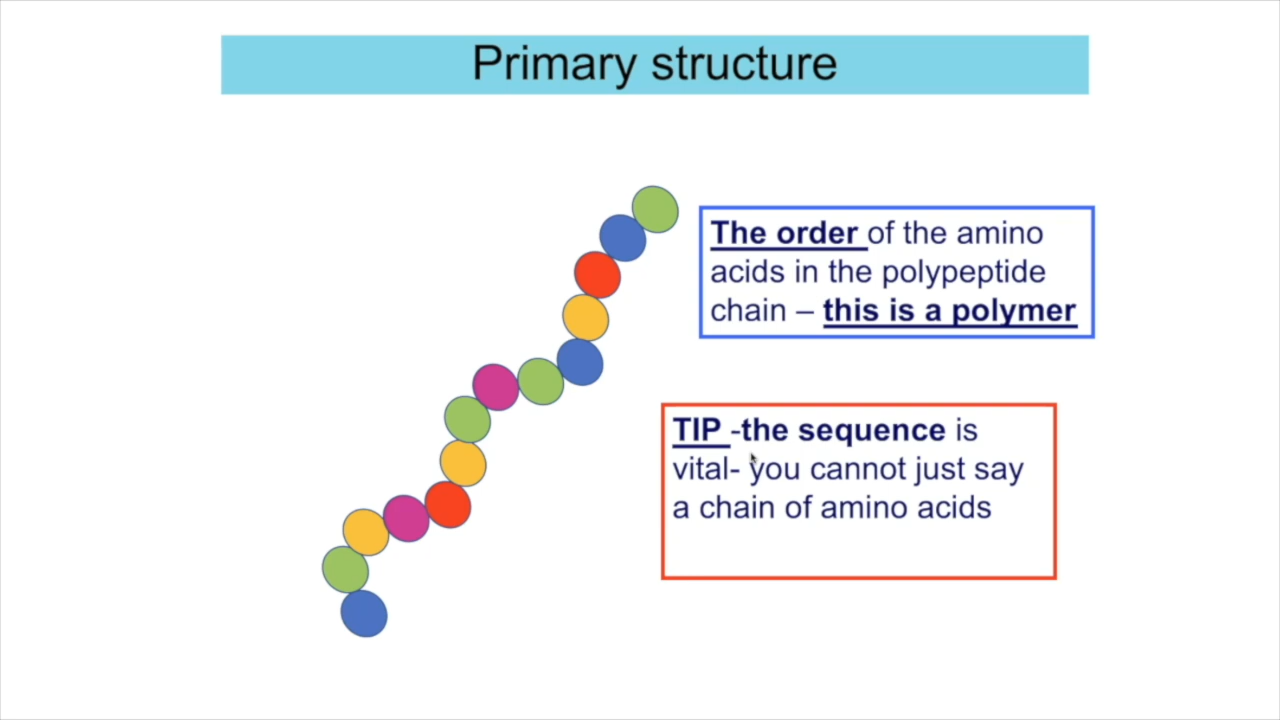 Primary structure
The order of the amino
acids in the polypeptide
chain – this is a polymer
TIP -the sequence is
vital- you cannot just say
a chain of amino acids